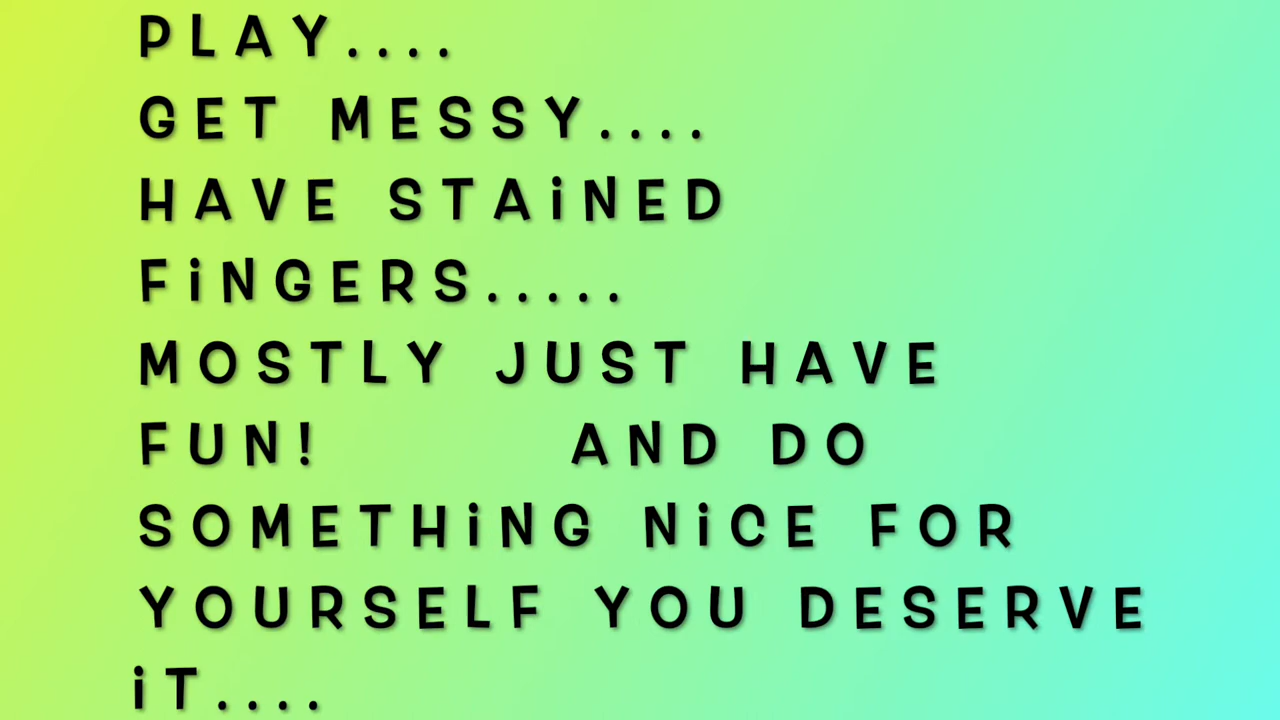 PLAY....
GET MESSY....
HAVE STAiNED
FiNGERS.....
MOSTLY JUST HAVE
FUN! AND DO
SOMETHiNG NiCE FOR
YOURSELF YOU DESERVE
iT....